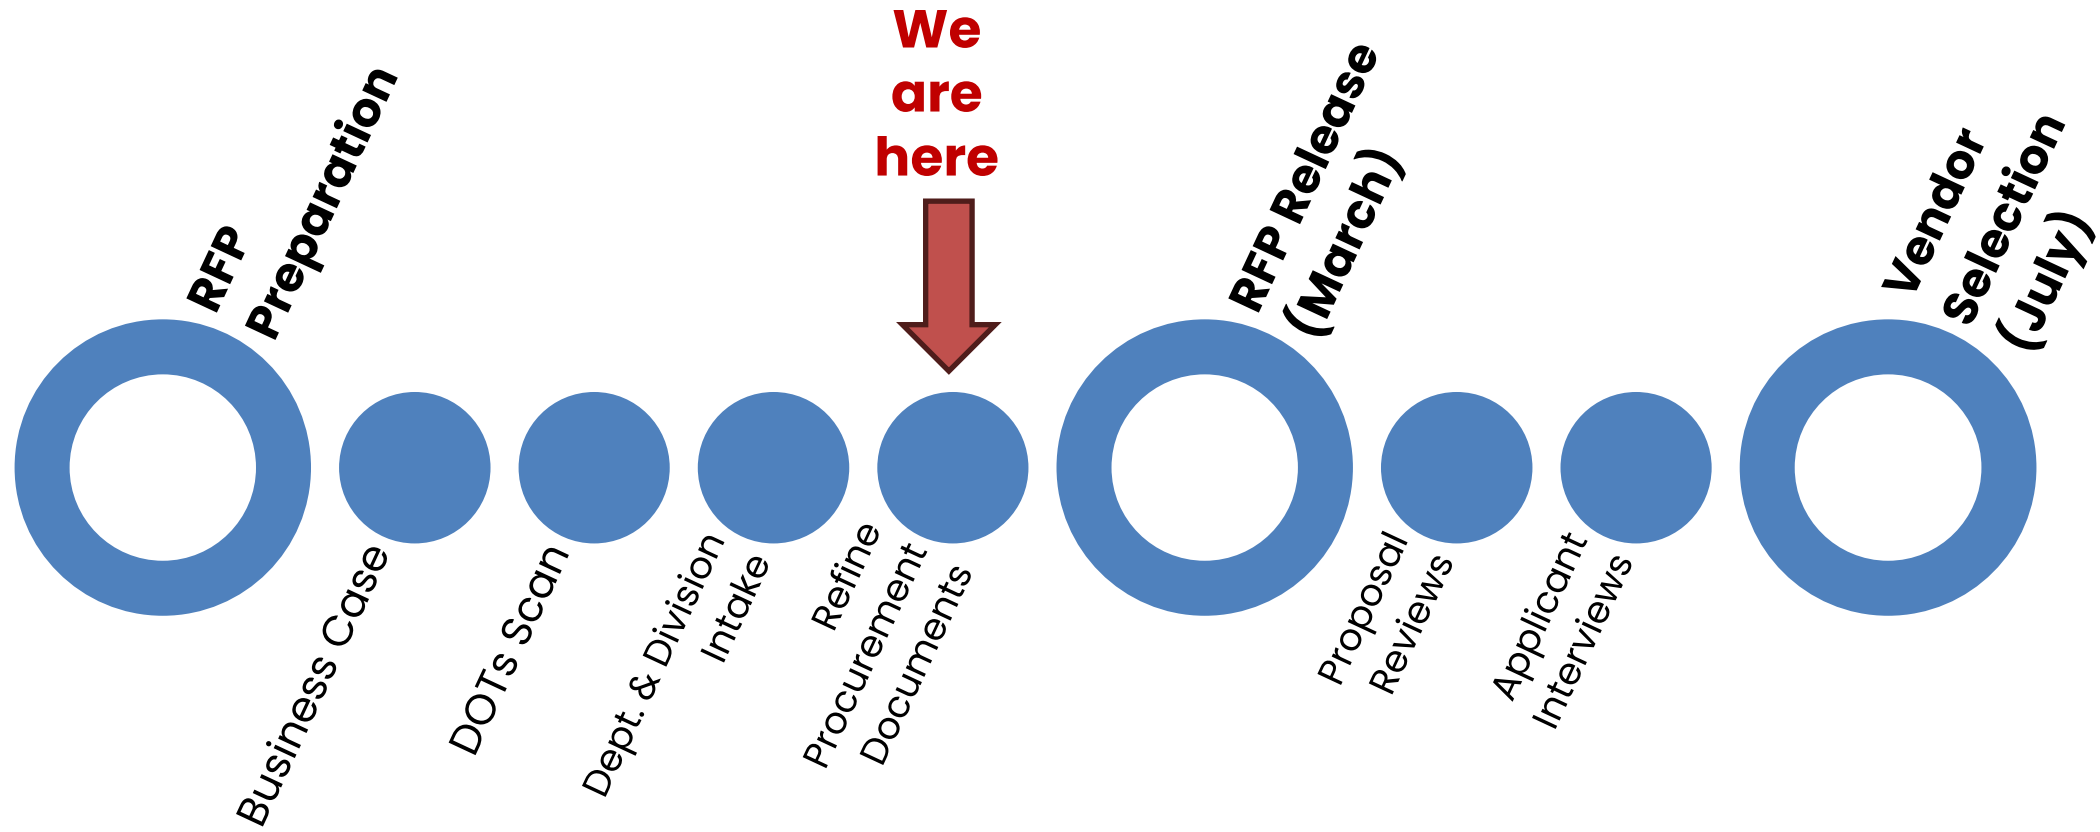 We
are
here
RFP
Preparation
Business Case
DOTs Scan
Dept. & Division
Intake
Refine
Procurement
Documents
RFP Release
(March)
Proposal
Reviews
Applicant
Interviews
Vendor
Selection
(July)